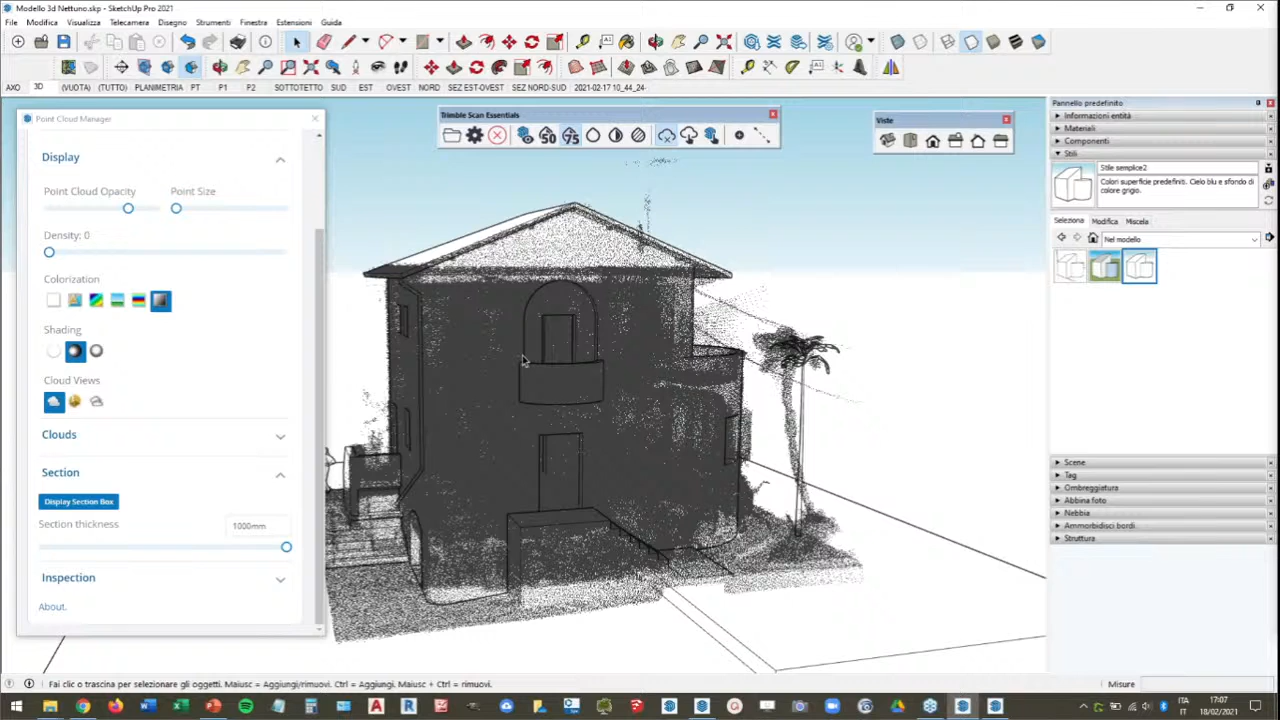 Modello 3d Nettuno.skp - SketchUp Pro 2021
File Modifica Visualizza Telecamera Disegno Strumenti Finestra Estensioni Guida
AXO 3D (VUOTA) (TUTTO) PLANIMETRIA PT P1 P2 SOTTOTETTO SUD EST OVEST NORD SEZ EST-OVEST SEZ NORD-SUD 2021-02-17 10_44_24-
Point Cloud Manager
Display
Point Cloud Opacity Point Size
Density: 0
Colorization
Shading
Cloud Views
Clouds
Section
Display Section Box
Section thickness 1000mm
Inspection
About.
Trimble Scan Essentials
50 75
Viste
Pannello predefinito
Informazioni entità
Materiali
Componenti
Stili
Stile semplice2
Colori superficie predefiniti. Cielo blu e sfondo di
colore grigio.
Seleziona Modifica Miscela
Nel modello
Scene
Tag
Ombreggiatura
Abbina foto
Nebbia
Ammorbidisci bordi
Struttura
Fai clic o trascina per selezionare gli oggetti. Maiusc = Aggiungi/rimuovi. Ctrl = Aggiungi. Maiusc + Ctrl = rimuovi.
Misure
ITA
IT
17:07
18/02/2021